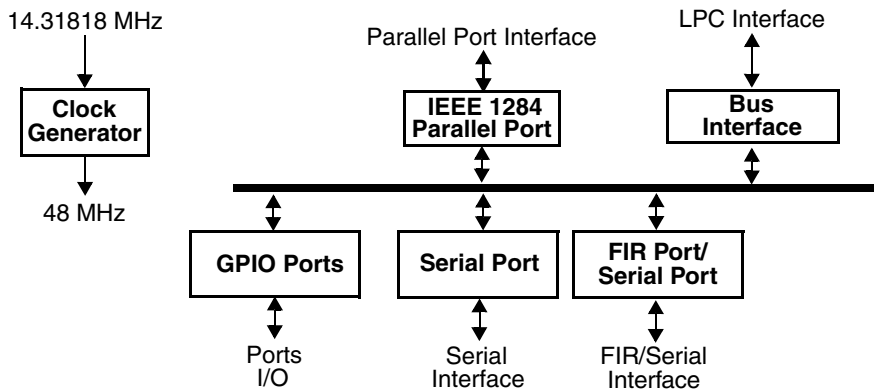 14.31818 MHz
Clock
Generator
48 MHz
Parallel Port Interface
IEEE 1284
Parallel Port
LPC Interface
Bus
Interface
GPIO Ports
Ports
I/O
Serial Port
Serial
Interface
FIR Port/
Serial Port
FIR/Serial
Interface